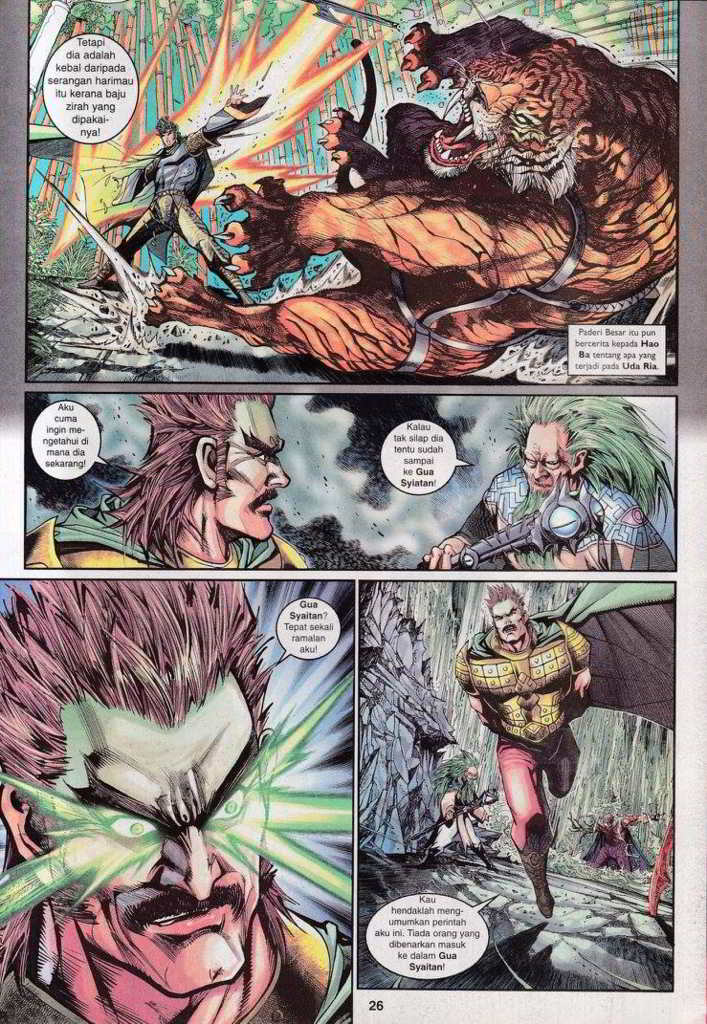 Tetapi
dia adalah
kebal daripada
serangan harimau
itu kerana baju
zirah yang
dipakai-
nya!
Paderi Besar itu pun
bercerita kepada Hao
Ba tentang apa yang
terjadi pada Uda Ria.
Aku
cuma
ingin me-
ngetahui di
mana dia
sekarang!
Kalau
tak silap dia
tentu sudah
sampai
ke Gua
Syiatan!
Gua
Syaitan?
Tepat sekali
ramalan
aku!
Kau
hendaklah meng-
umumkan perintah
aku ini. Tiada orang yang
dibenarkan masuk
ke dalam Gua
Syaitan!
26